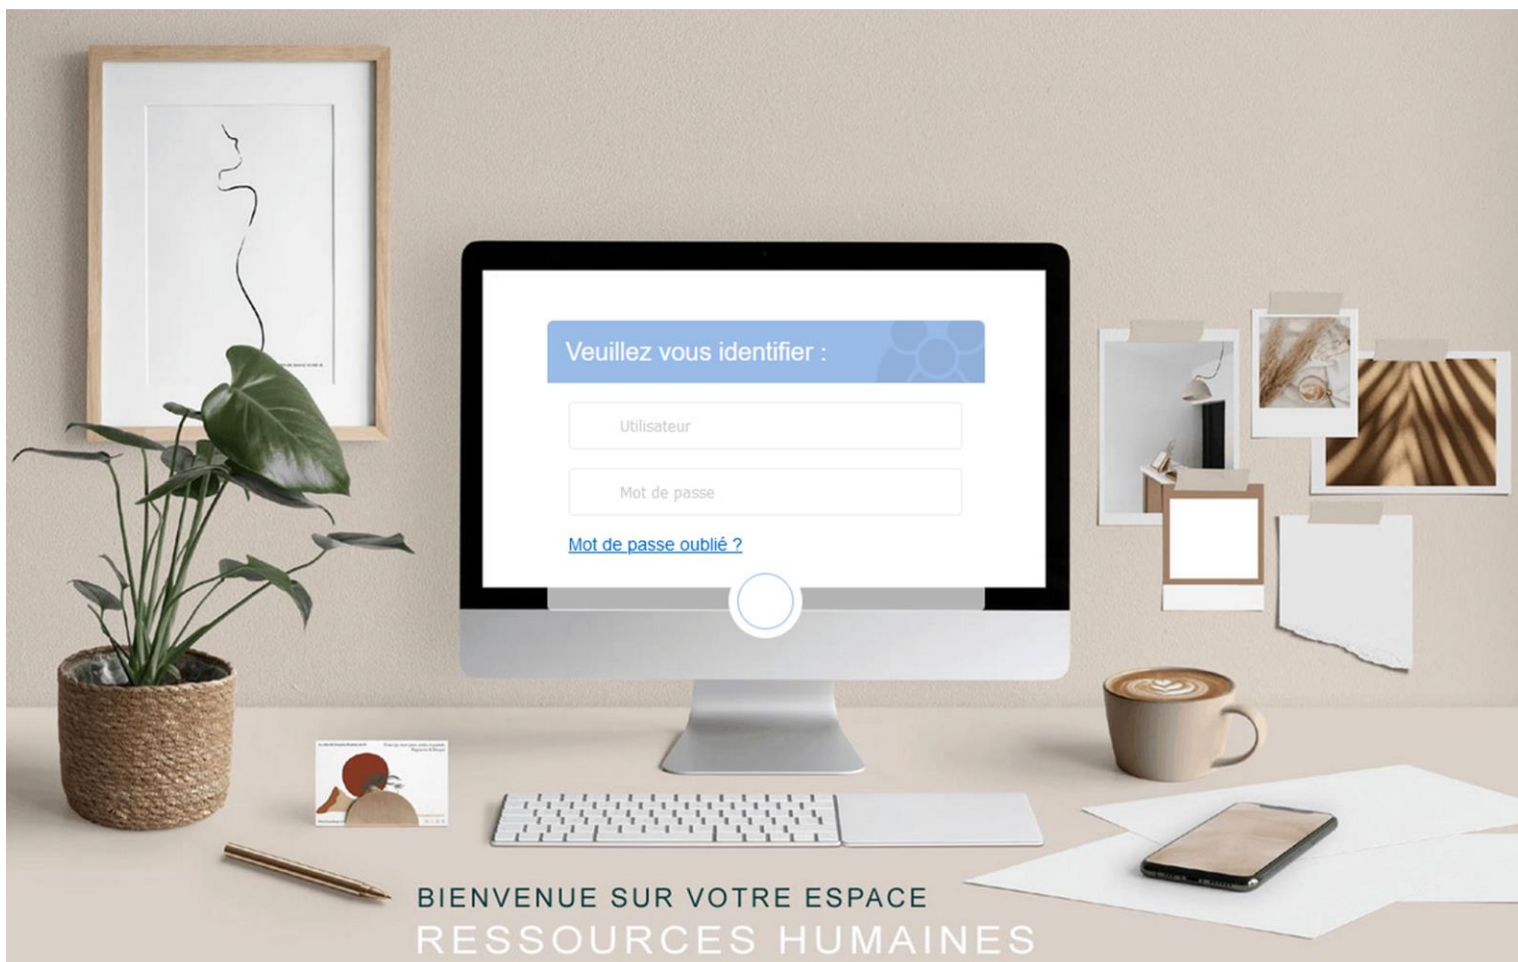 Veuillez vous identifier :
Utilisateur
Mot de passe
Mot de passe oublié ?
BIENVENUE SUR VOTRE ESPACE
RESSOURCES HUMAINES